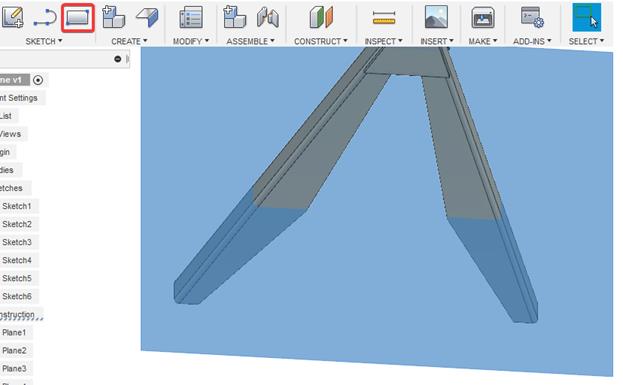 SKETCH CREATE MODIFY ASSEMBLE CONSTRUCT INSPECT INSERT MAKE ADD-INS SELECT
me v1
nt Settings
List
Views
gin
dies
etches
Sketch1
Sketch2
Sketch3
Sketch4
Sketch5
Sketch6
nstruction
Plane1
Plane2
Plane3